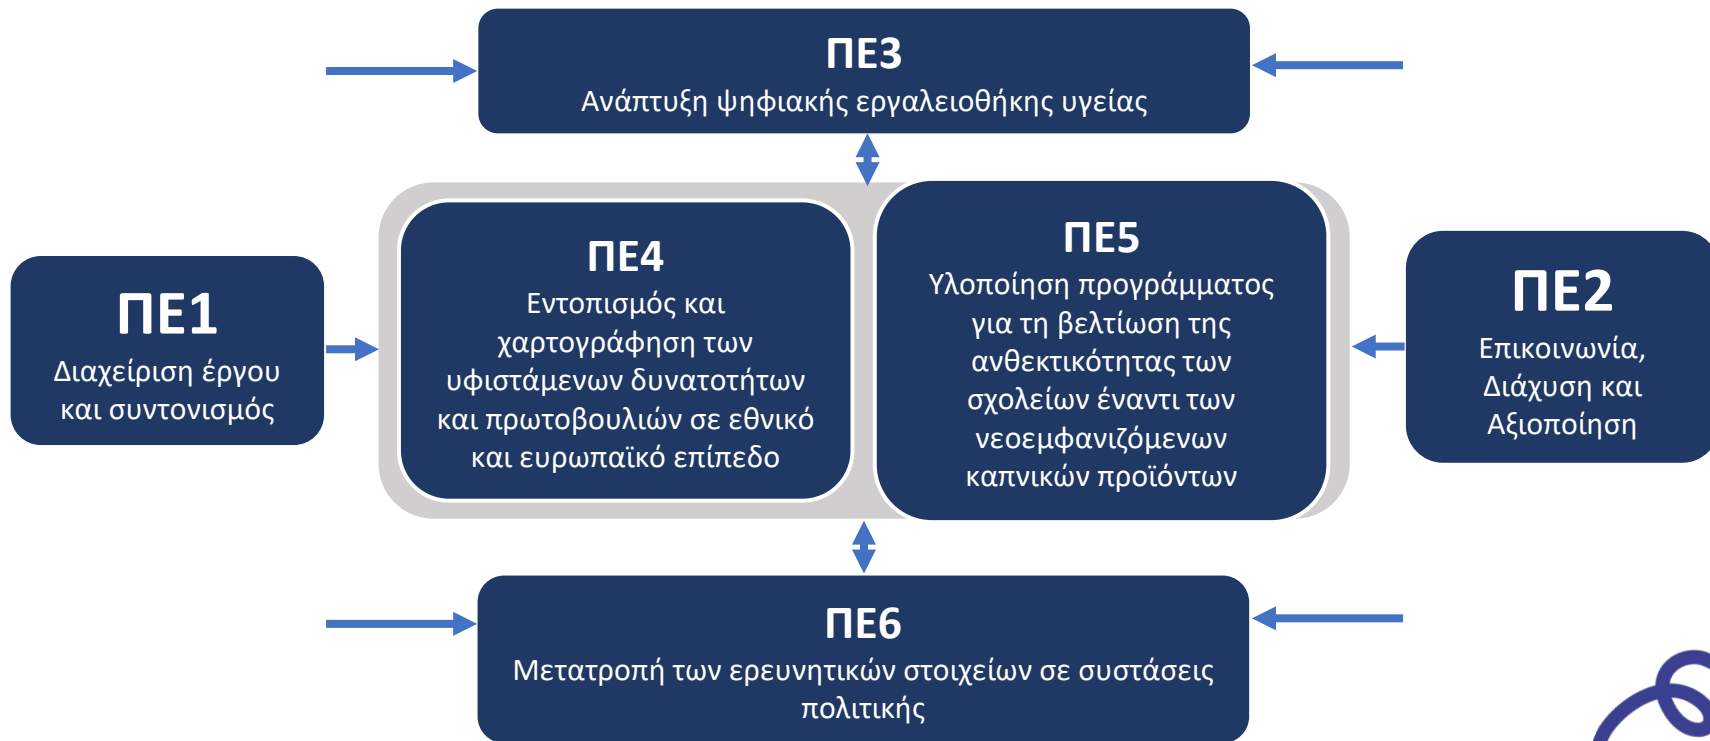 ΠΕ3
Ανάπτυξη ψηφιακής εργαλειοθήκης υγείας
ΠΕ1
Διαχείριση έργου
και συντονισμός
ΠΕ4
Εντοπισμός και
χαρτογράφηση των
υφιστάμενων δυνατοτήτων
και πρωτοβουλιών σε εθνικό
και ευρωπαϊκό επίπεδο
ΠΕ5
Υλοποίηση προγράμματος
για τη βελτίωση της
ανθεκτικότητας των
σχολείων έναντι των
νεοεμφανιζόμενων
καπνικών προϊόντων
ΠΕ2
Επικοινωνία,
Διάχυση και
Αξιοποίηση
ΠΕ6
Μετατροπή των ερευνητικών στοιχείων σε συστάσεις
πολιτικής